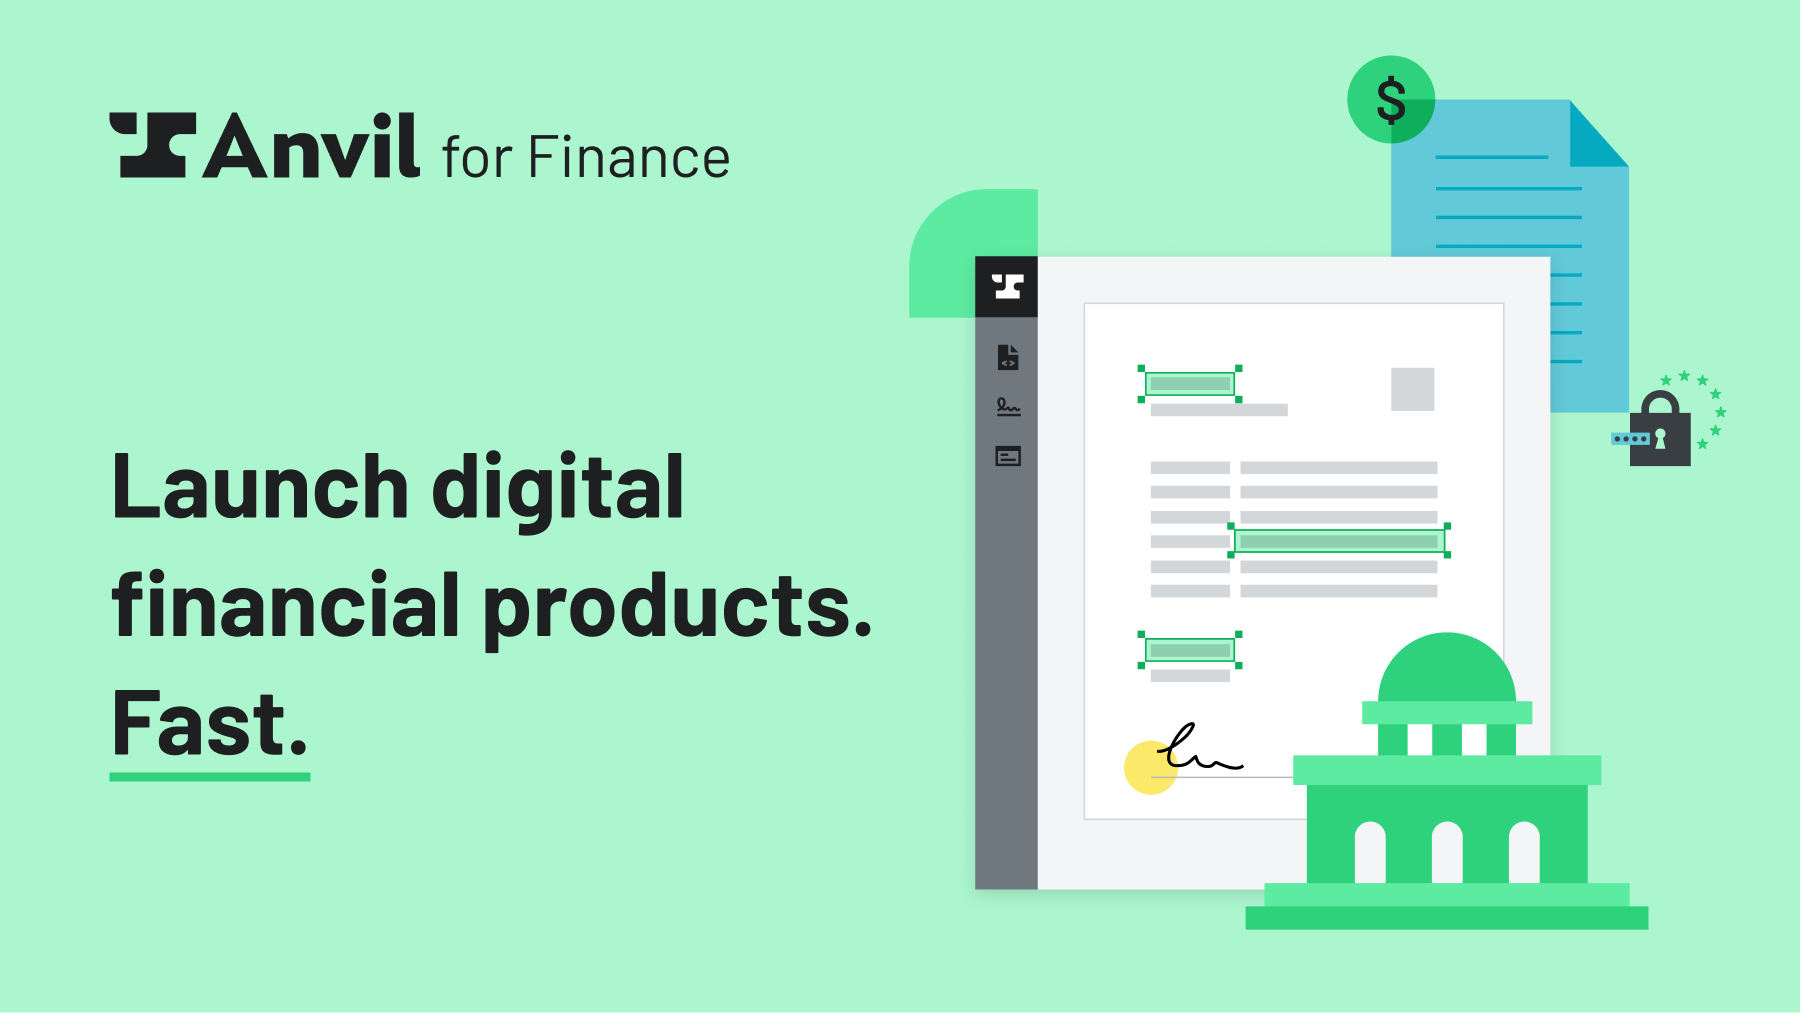 Anvil for Finance
$
Launch digital
financial products.
Fast.